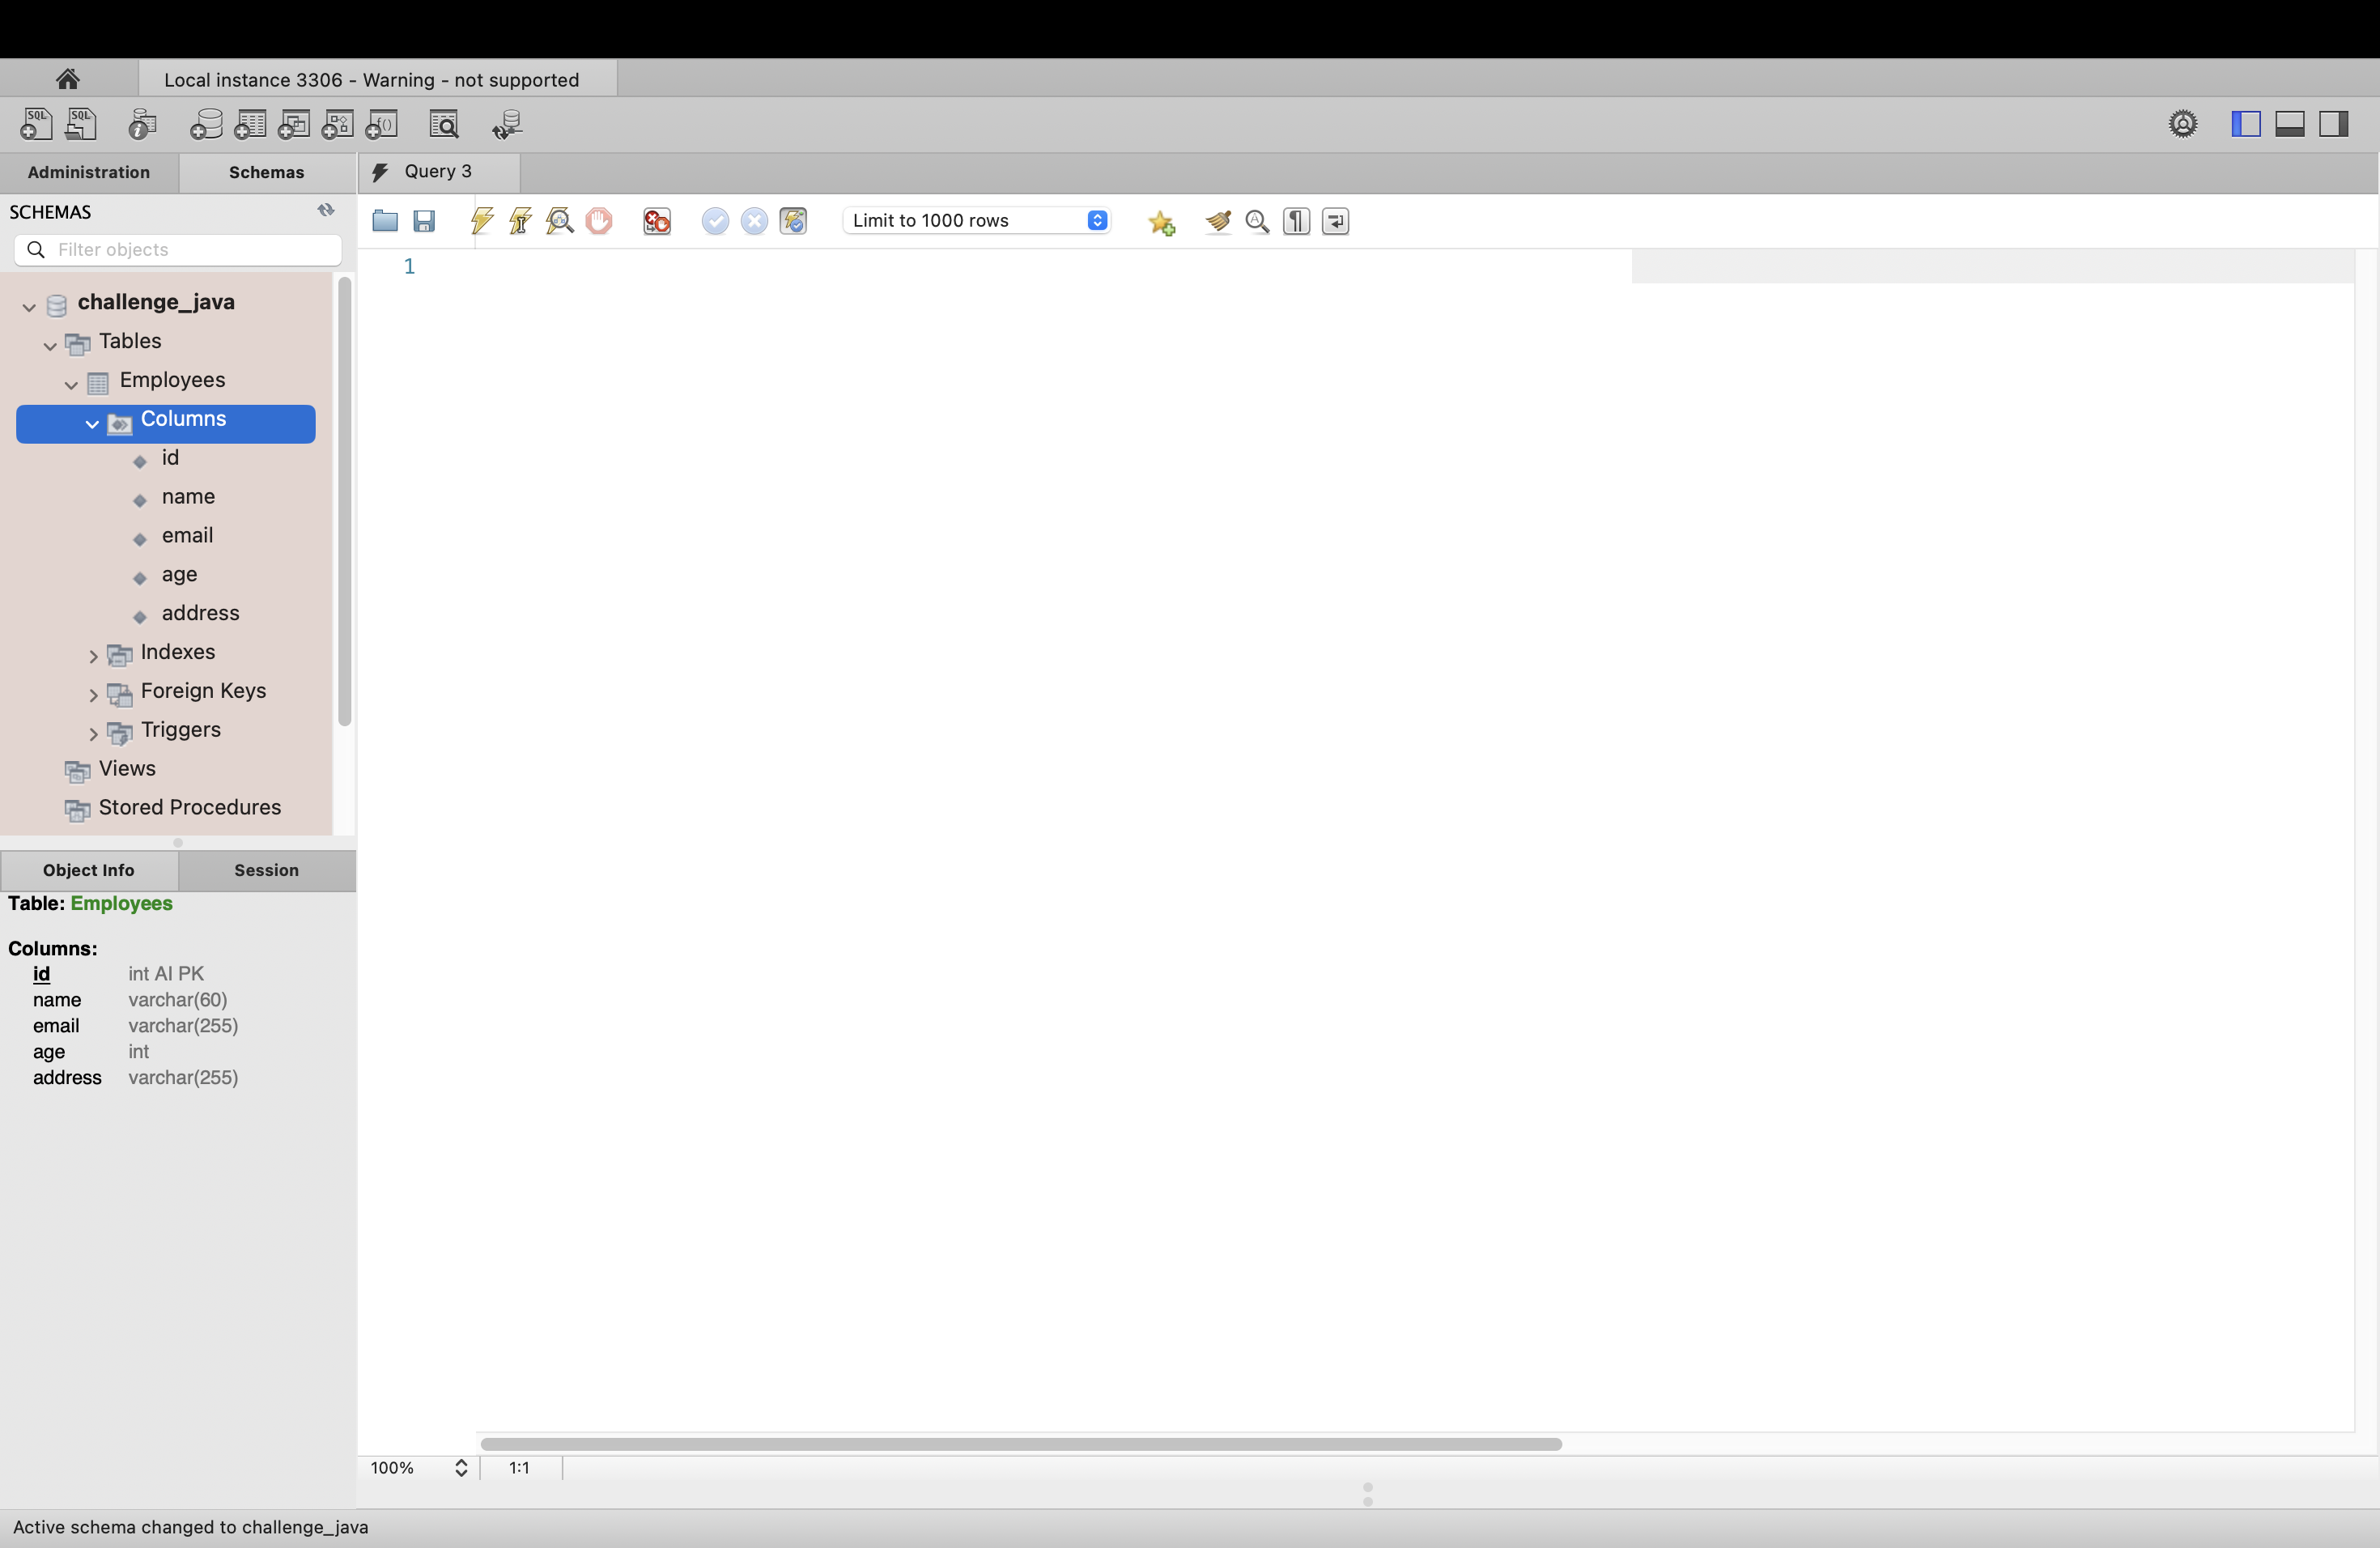 Local instance 3306 - Warning - not supported
SQL SQL
Administration Schemas Query 3
SCHEMAS
Limit to 1000 rows
Filter objects
1
challenge_java
Tables
Employees
Columns
id
name
email
age
address
Indexes
Foreign Keys
Triggers
Views
Stored Procedures
Object Info Session
Table: Employees
Columns:
id int AI PK
name varchar(60)
email varchar(255)
age int
address varchar(255)
100% 1:1
Active schema changed to challenge_java